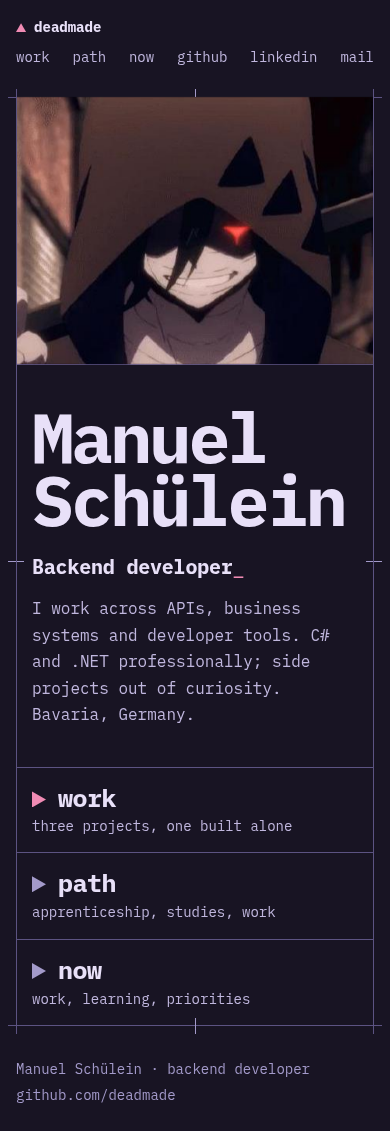 deadmade
work path now github linkedin mail
Manuel
Schülein
Backend developer_
I work across APIs, business
systems and developer tools. C#
and .NET professionally; side
projects out of curiosity.
Bavaria, Germany.
work
three projects, one built alone
path
apprenticeship, studies, work
now
work, learning, priorities
Manuel Schülein · backend developer
github.com/deadmade